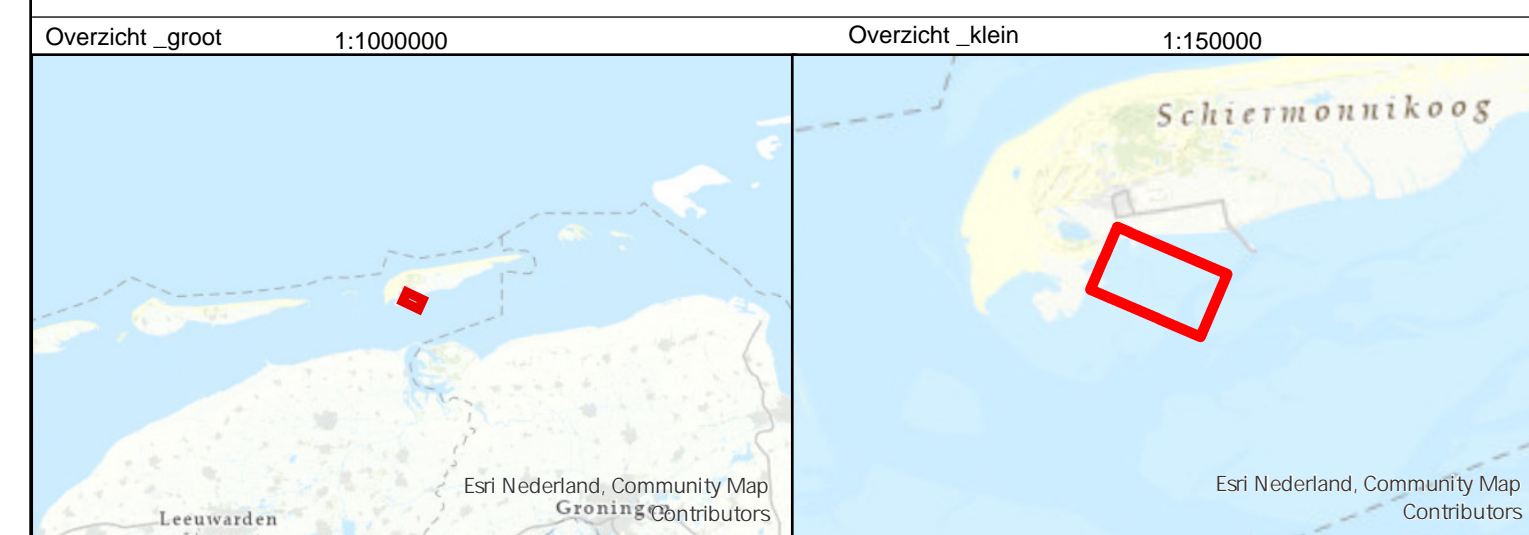 Overzicht _groot 1:1000000
Overzicht _klein 1:150000
Leeuwarden
Groningen
Esri Nederland, Community Map
Contributors
Schiermonnikoog
Esri Nederland, Community Map
Contributors